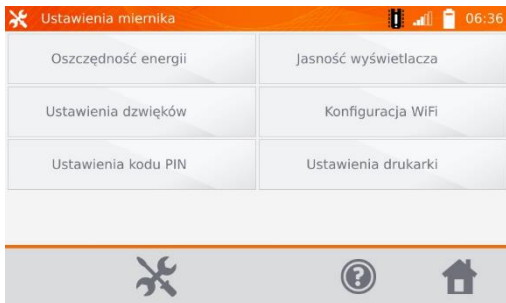 Ustawienia miernika 06:36
Oszczędność energii Jasność wyświetlacza
Ustawienia dzwięków Konfiguracja WiFi
Ustawienia kodu PIN Ustawienia drukarki